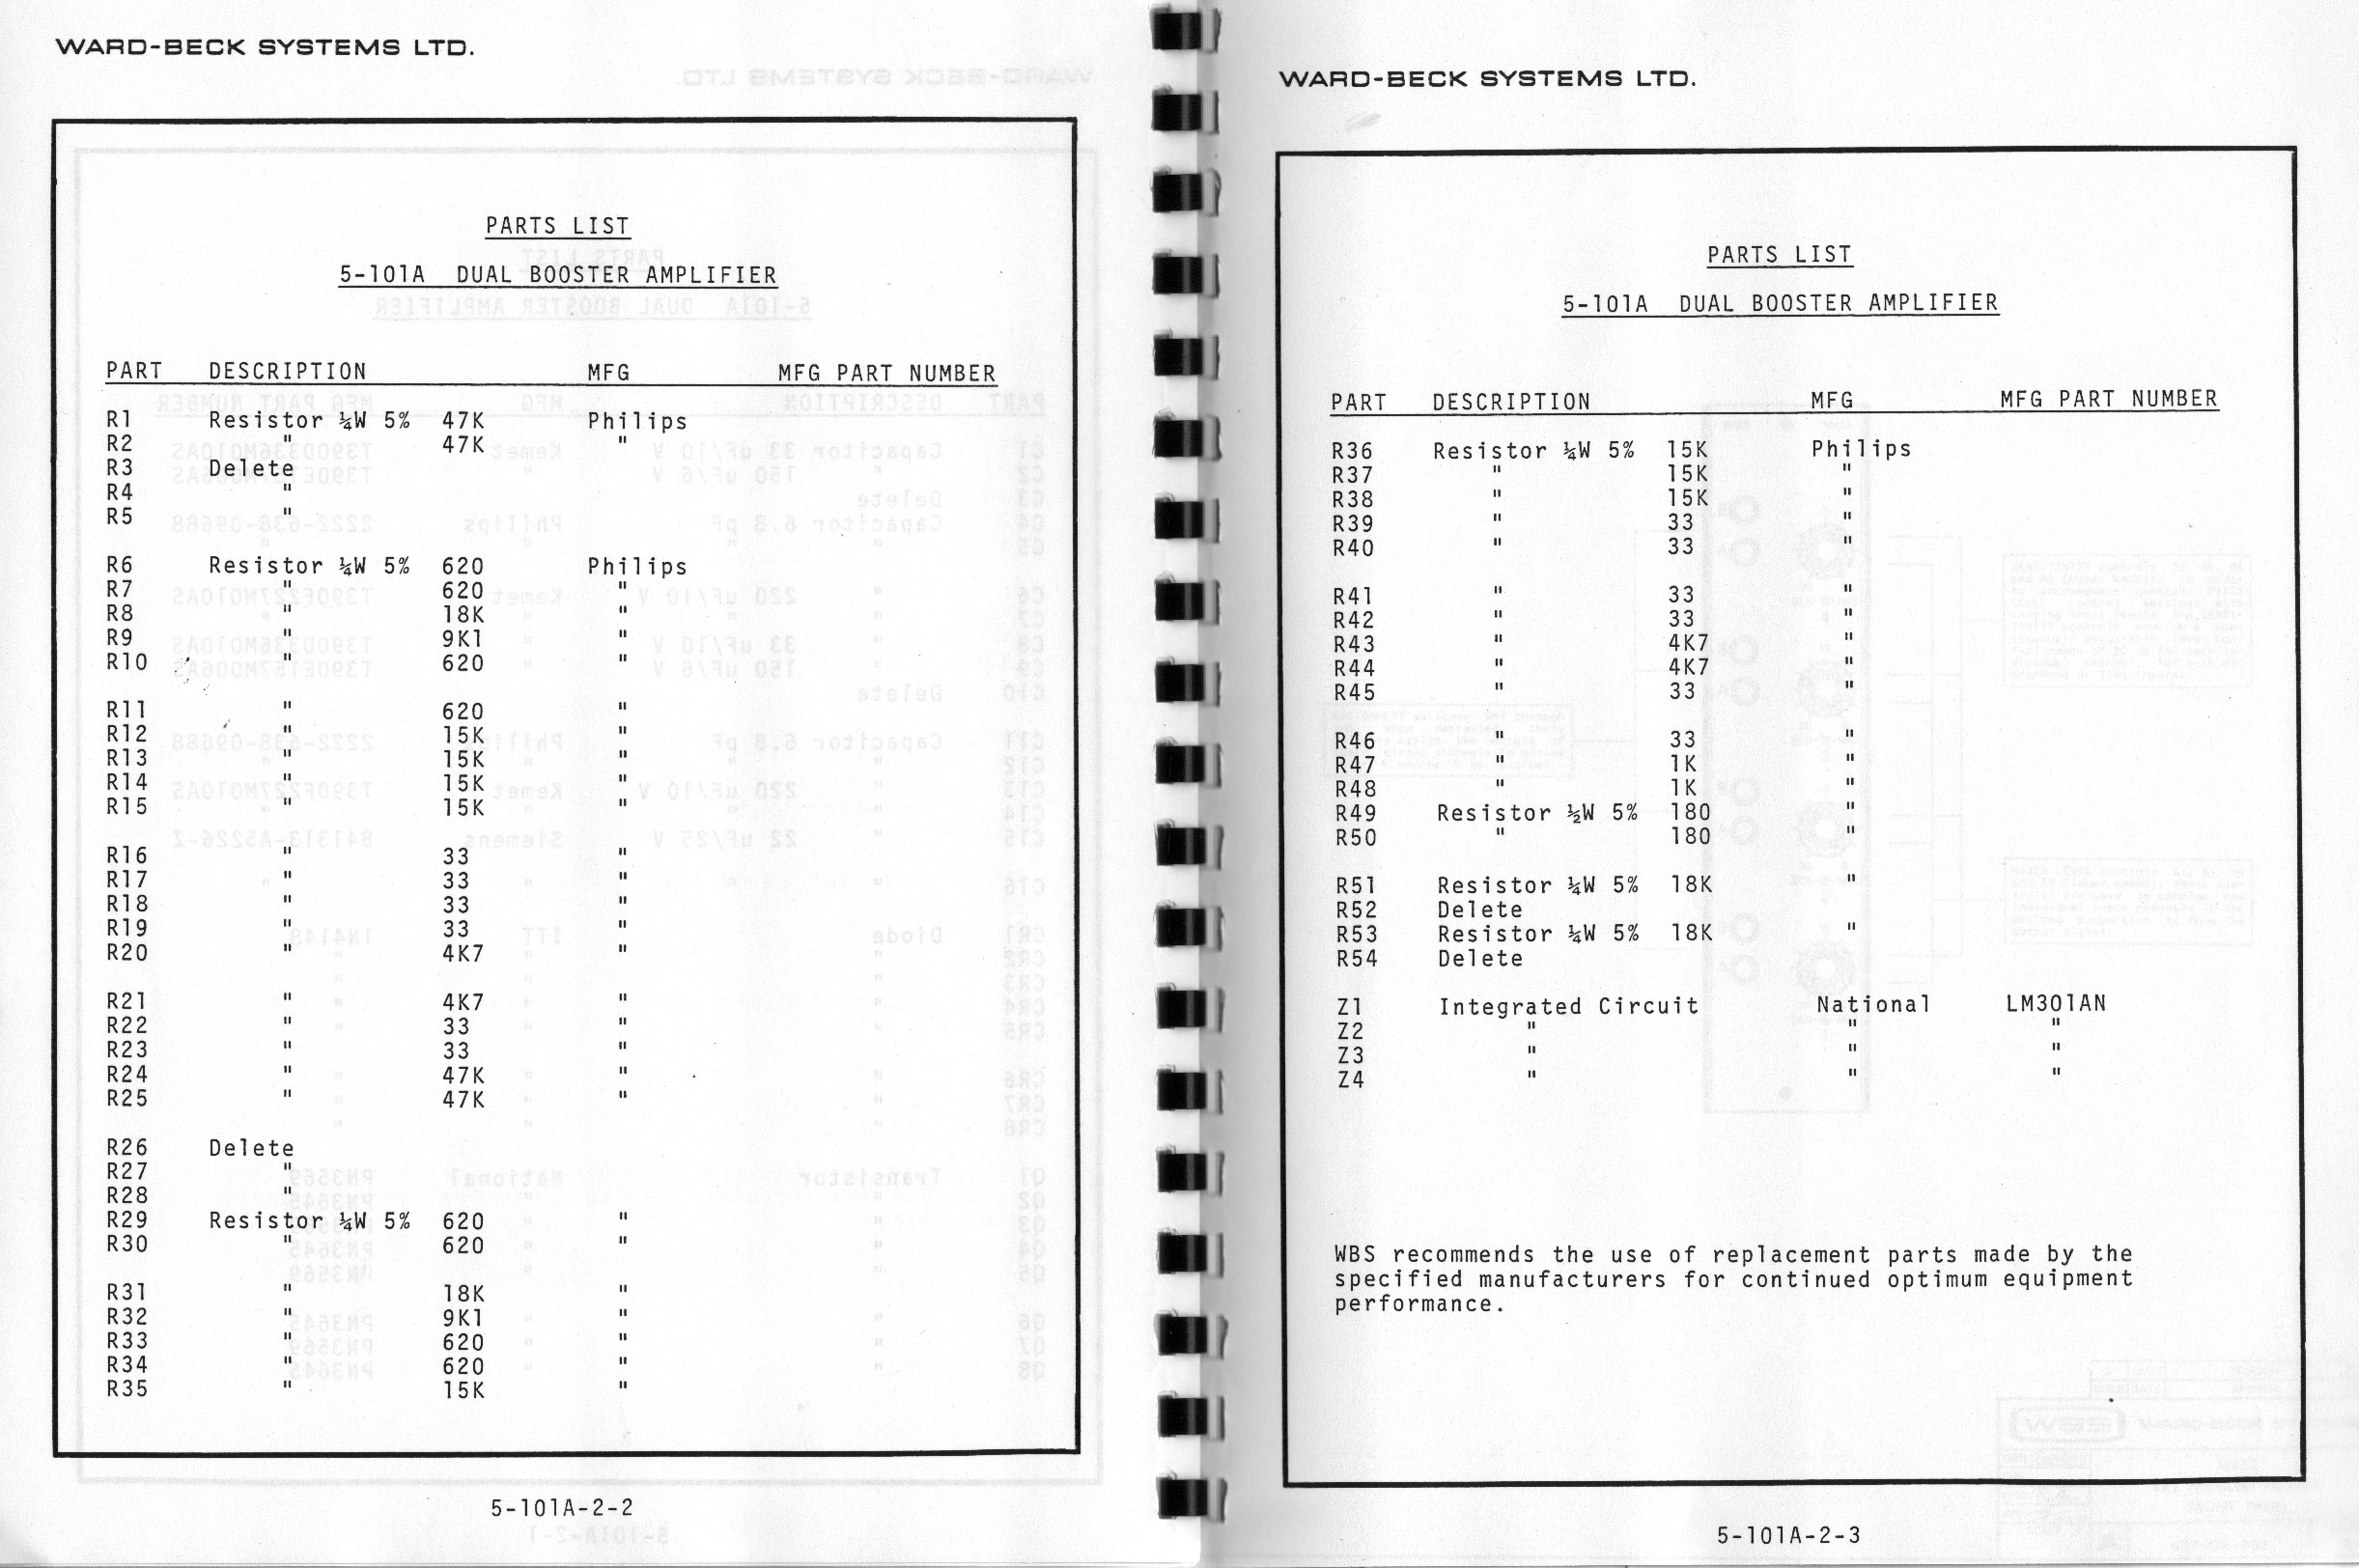 WARD-BECK SYSTEMS LTD.
PARTS LIST
5-101A DUAL BOOSTER AMPLIFIER
PART DESCRIPTION MFG MFG PART NUMBER
R1 Resistor ¼W 5% 47K Philips
R2 " 47K "
R3 Delete
R4 "
R5 "
R6 Resistor ¼W 5% 620 Philips
R7 " 620 "
R8 " 18K "
R9 " 9K1 "
R10 " 620 "
R11 " 620 "
R12 " 15K "
R13 " 15K "
R14 " 15K "
R15 " 15K "
R16 " 33 "
R17 " 33 "
R18 " 33 "
R19 " 33 "
R20 " 4K7 "
R21 " 4K7 "
R22 " 33 "
R23 " 33 "
R24 " 47K "
R25 " 47K "
R26 Delete
R27 "
R28 "
R29 Resistor ¼W 5% 620 "
R30 " 620 "
R31 " 18K "
R32 " 9K1 "
R33 " 620 "
R34 " 620 "
R35 " 15K "
5-101A-2-2
WARD-BECK SYSTEMS LTD.
PARTS LIST
5-101A DUAL BOOSTER AMPLIFIER
PART DESCRIPTION MFG MFG PART NUMBER
R36 Resistor ¼W 5% 15K Philips
R37 " 15K "
R38 " 15K "
R39 " 33 "
R40 " 33 "
R41 " 33 "
R42 " 33 "
R43 " 4K7 "
R44 " 4K7 "
R45 " 33 "
R46 " 33 "
R47 " 1K "
R48 " 1K "
R49 Resistor ½W 5% 180 "
R50 " 180 "
R51 Resistor ¼W 5% 18K "
R52 Delete
R53 Resistor ¼W 5% 18K "
R54 Delete
Z1 Integrated Circuit National LM301AN
Z2 " " "
Z3 " " "
Z4 " " "
WBS recommends the use of replacement parts made by the
specified manufacturers for continued optimum equipment
performance.
5-101A-2-3